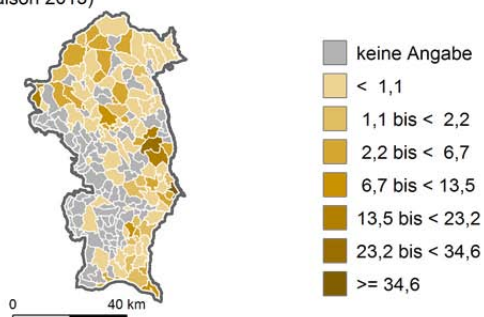 2015)
keine Angabe
< 1,1
1,1 bis < 2,2
2,2 bis < 6,7
6,7 bis < 13,5
13,5 bis < 23,2
23,2 bis < 34,6
>= 34,6
0 40 km